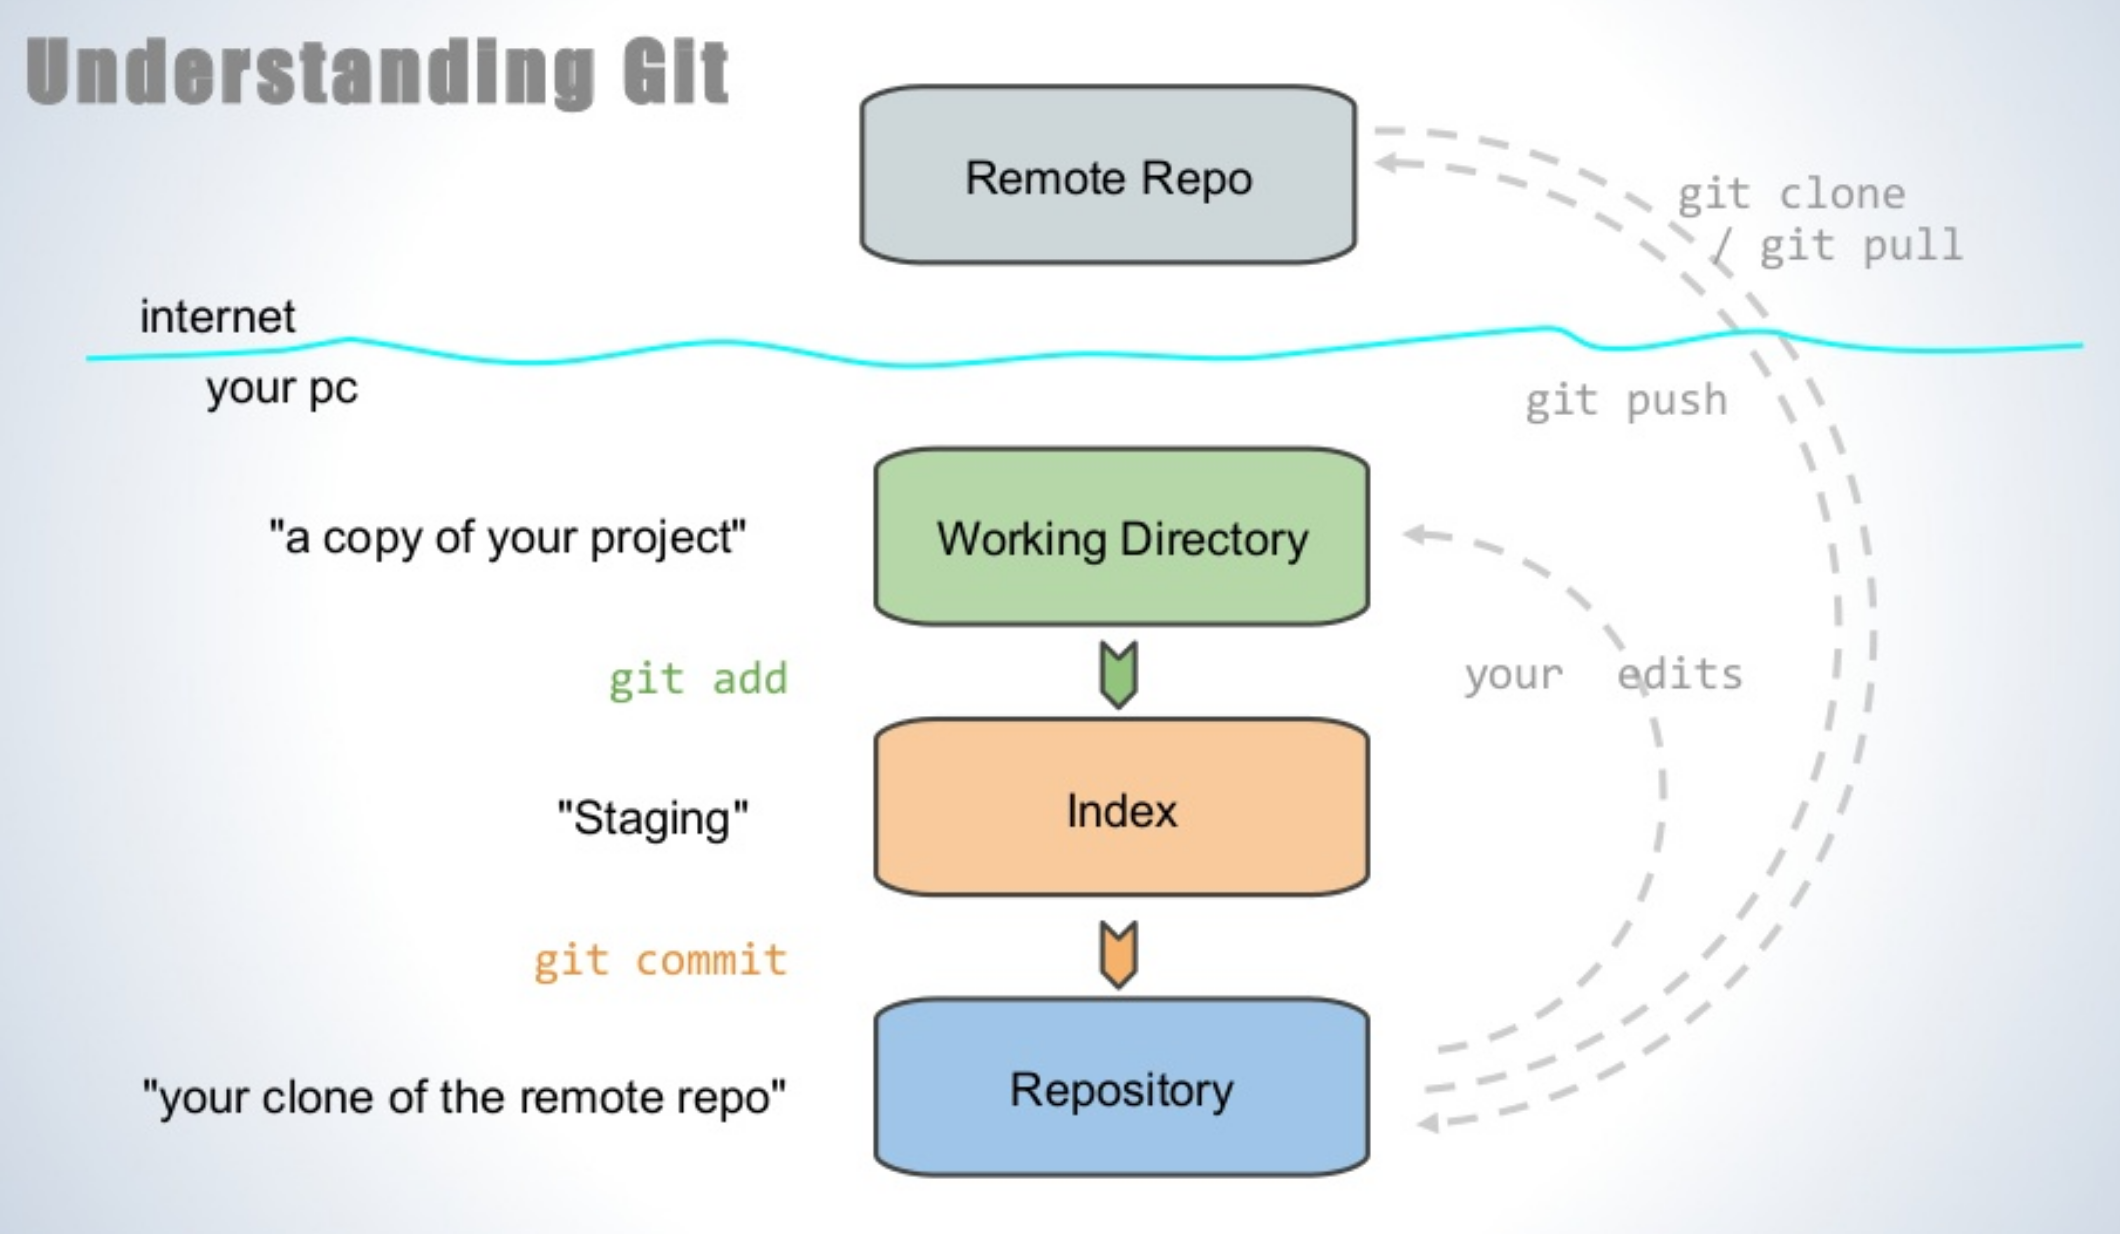 Understanding Git
Remote Repo
git clone
/ git pull
internet
your pc
git push
"a copy of your project"
Working Directory
git add
your edits
"Staging"
Index
git commit
"your clone of the remote repo"
Repository